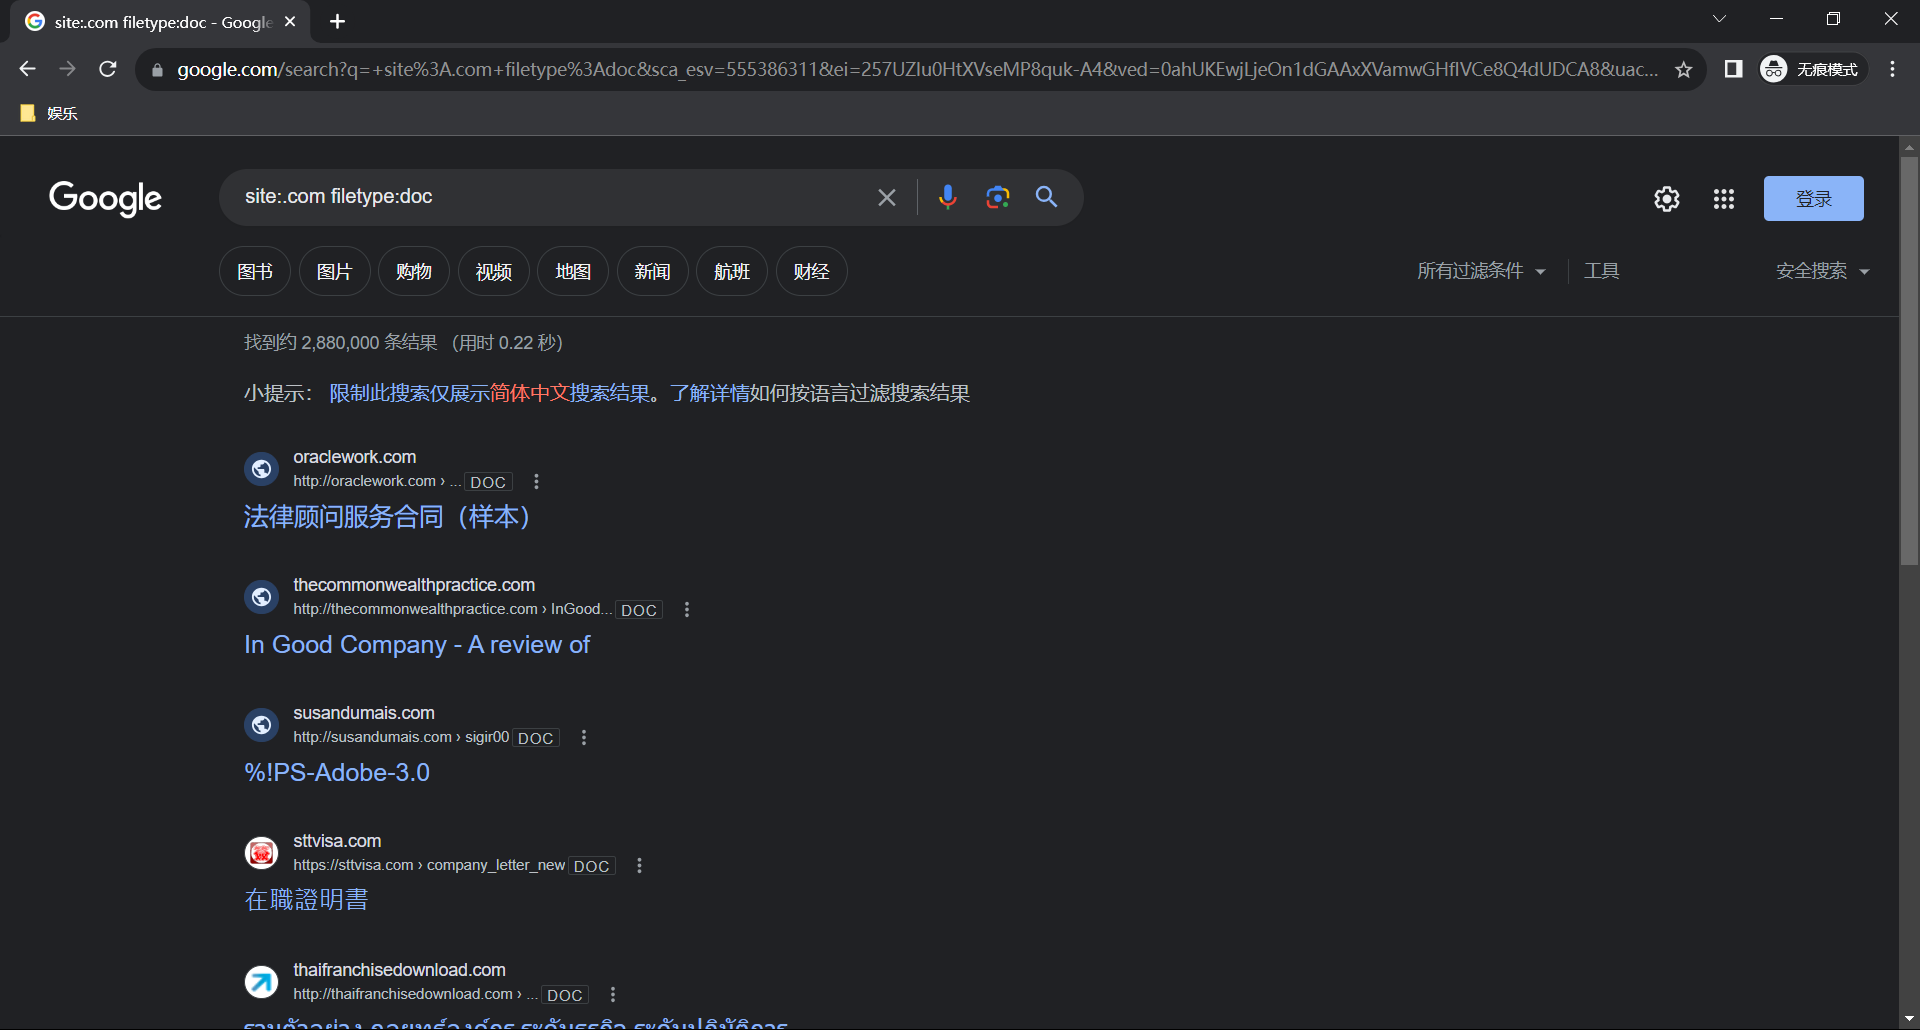 site:.com filetype:doc - Google
google.com/search?q=+site%3A.com+filetype%3Adoc&sca_esv=555386311&ei=257UZIu0HtXVseMP8quk-A4&ved=0ahUKEwjLjeOn1dGAAxXVamwGHfIVCe8Q4dUDCA8&uac...
无痕模式
娱乐
Google
site:.com filetype:doc
登录
图书 图片 购物 视频 地图 新闻 航班 财经 所有过滤条件 工具 安全搜索
找到约 2,880,000 条结果 (用时 0.22 秒)
小提示： 限制此搜索仅展示简体中文搜索结果。了解详情如何按语言过滤搜索结果
oraclework.com
http://oraclework.com › ... DOC
法律顾问服务合同（样本）
thecommonwealthpractice.com
http://thecommonwealthpractice.com › InGood... DOC
In Good Company - A review of
susandumais.com
http://susandumais.com › sigir00 DOC
%!PS-Adobe-3.0
sttvisa.com
https://sttvisa.com › company_letter_new DOC
在職證明書
thaifranchisedownload.com
http://thaifranchisedownload.com › ... DOC